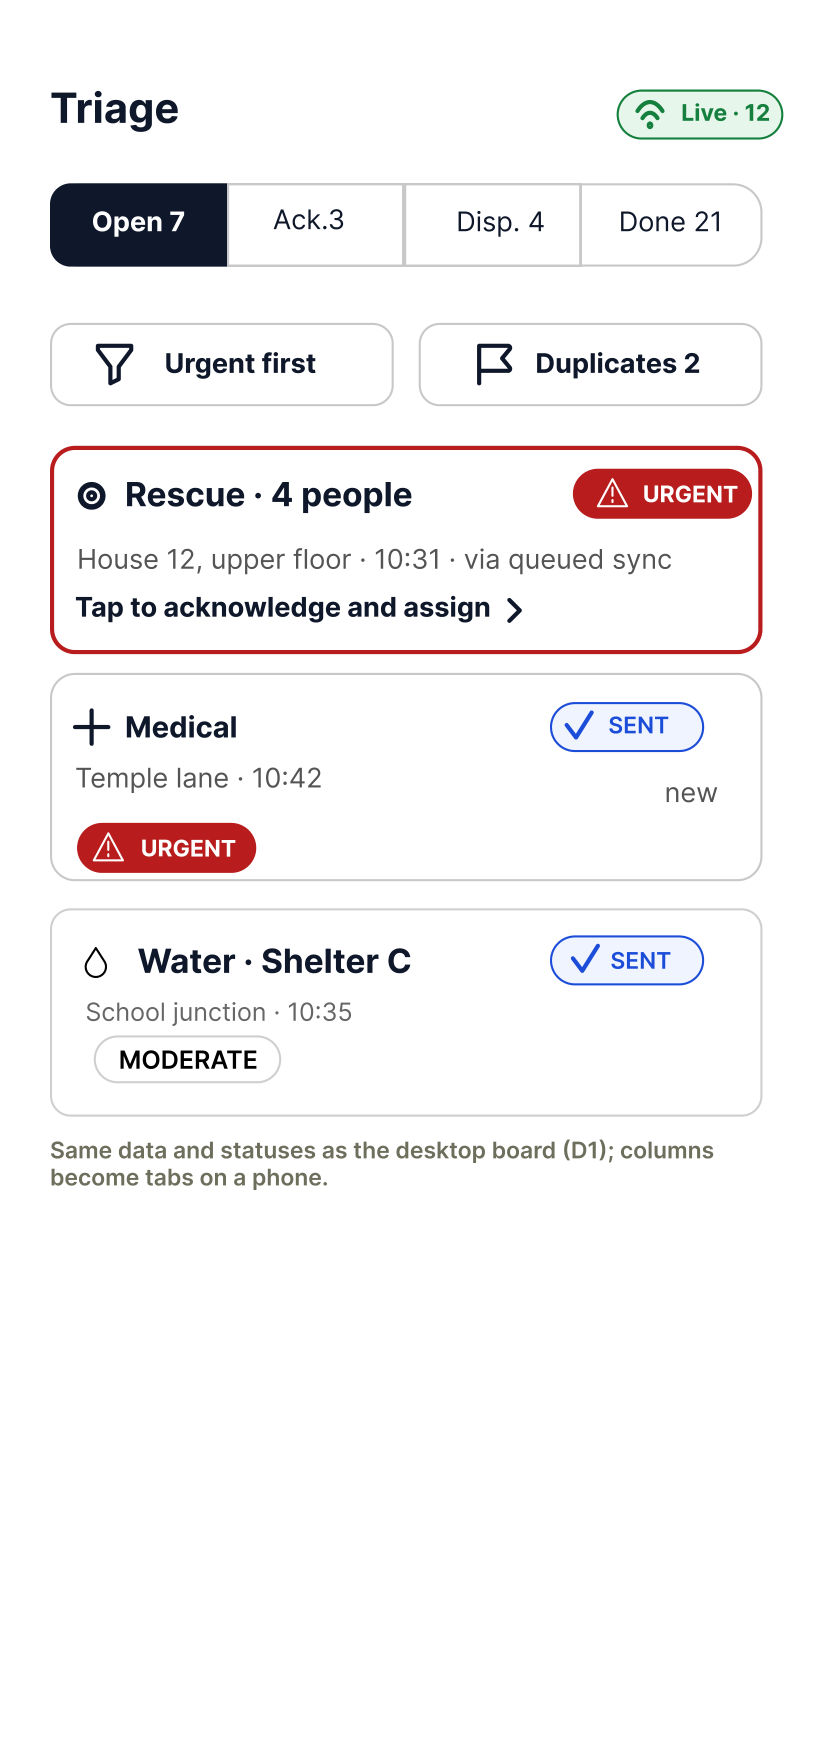 Triage
Live · 12
Open 7
Ack.3
Disp. 4
Done 21
Urgent first
Duplicates 2
Rescue · 4 people
URGENT
House 12, upper floor · 10:31 · via queued sync
Tap to acknowledge and assign
Medical
SENT
Temple lane · 10:42
new
URGENT
Water · Shelter C
SENT
School junction · 10:35
MODERATE
Same data and statuses as the desktop board (D1); columns
become tabs on a phone.